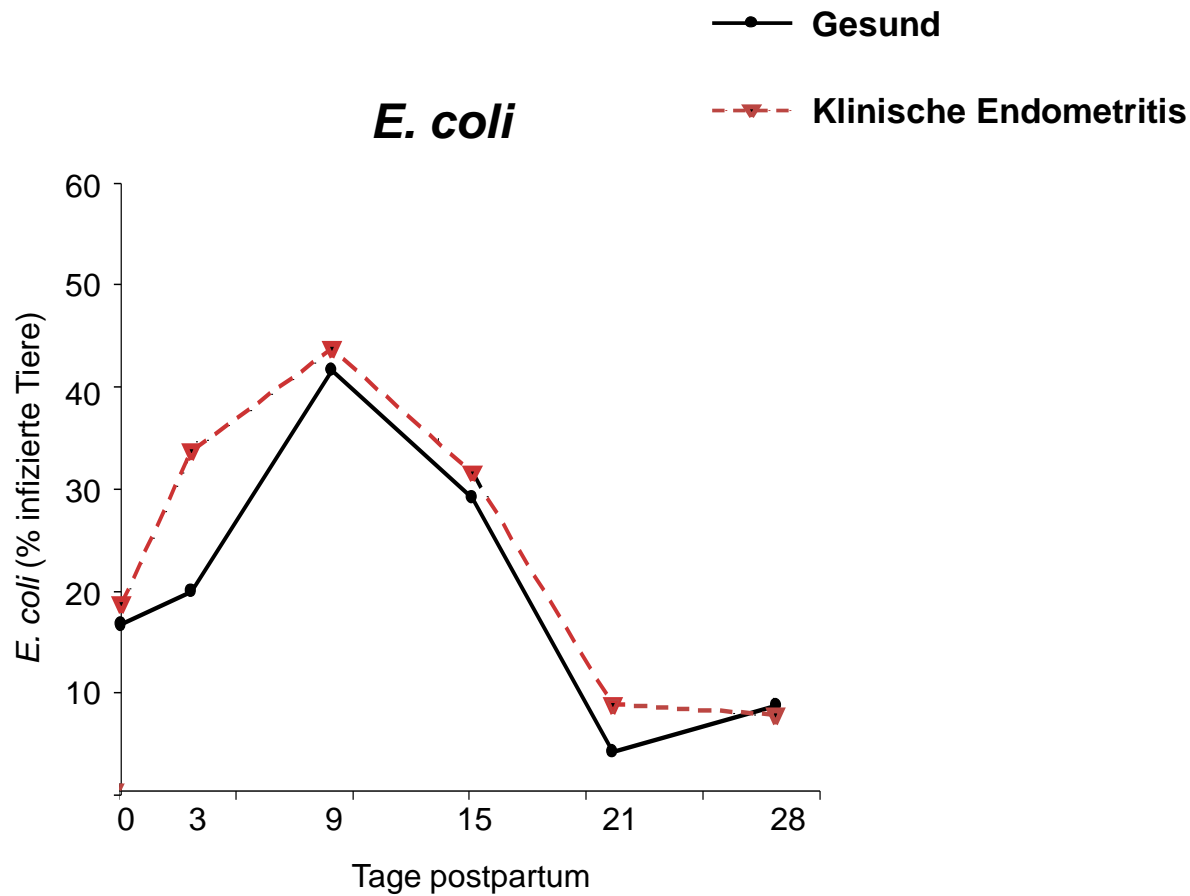 Gesund
Klinische Endometritis
E. coli
60
50
40
30
20
10
E. coli (% infizierte Tiere)
0 3 9 15 21 28
Tage postpartum